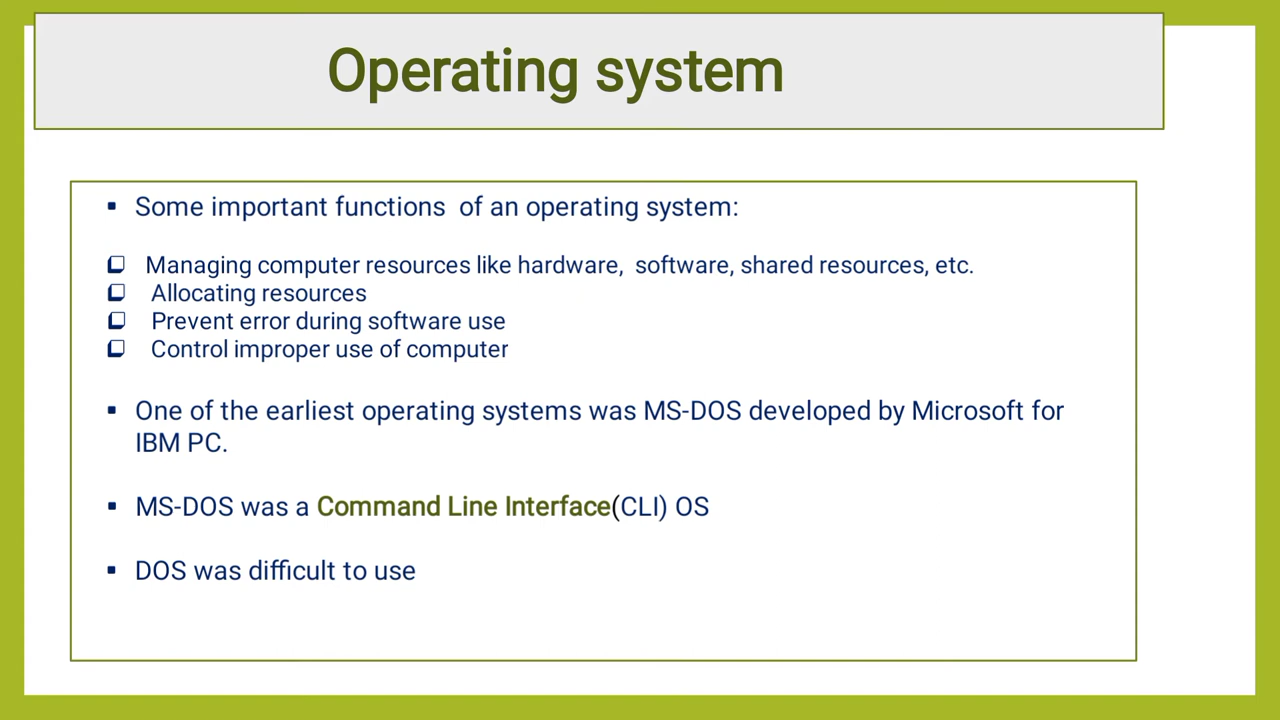 Operating system
▪ Some important functions of an operating system:
❑ Managing computer resources like hardware, software, shared resources, etc.
❑ Allocating resources
❑ Prevent error during software use
❑ Control improper use of computer
▪ One of the earliest operating systems was MS-DOS developed by Microsoft for
IBM PC.
▪ MS-DOS was a Command Line Interface(CLI) OS
▪ DOS was difficult to use